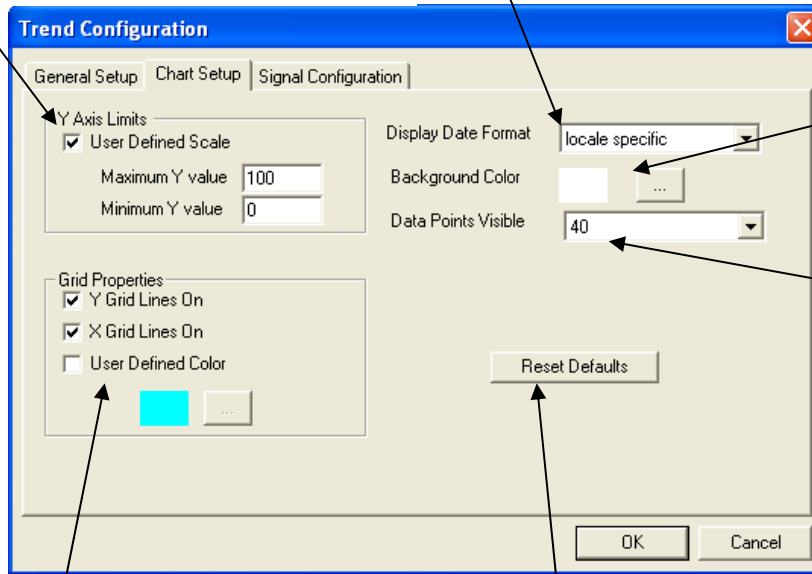 Trend Configuration
General Setup Chart Setup Signal Configuration
Y Axis Limits
User Defined Scale
Maximum Y value 100
Minimum Y value 0
Display Date Format locale specific
Background Color ...
Data Points Visible 40
Grid Properties
Y Grid Lines On
X Grid Lines On
User Defined Color
...
Reset Defaults
OK Cancel